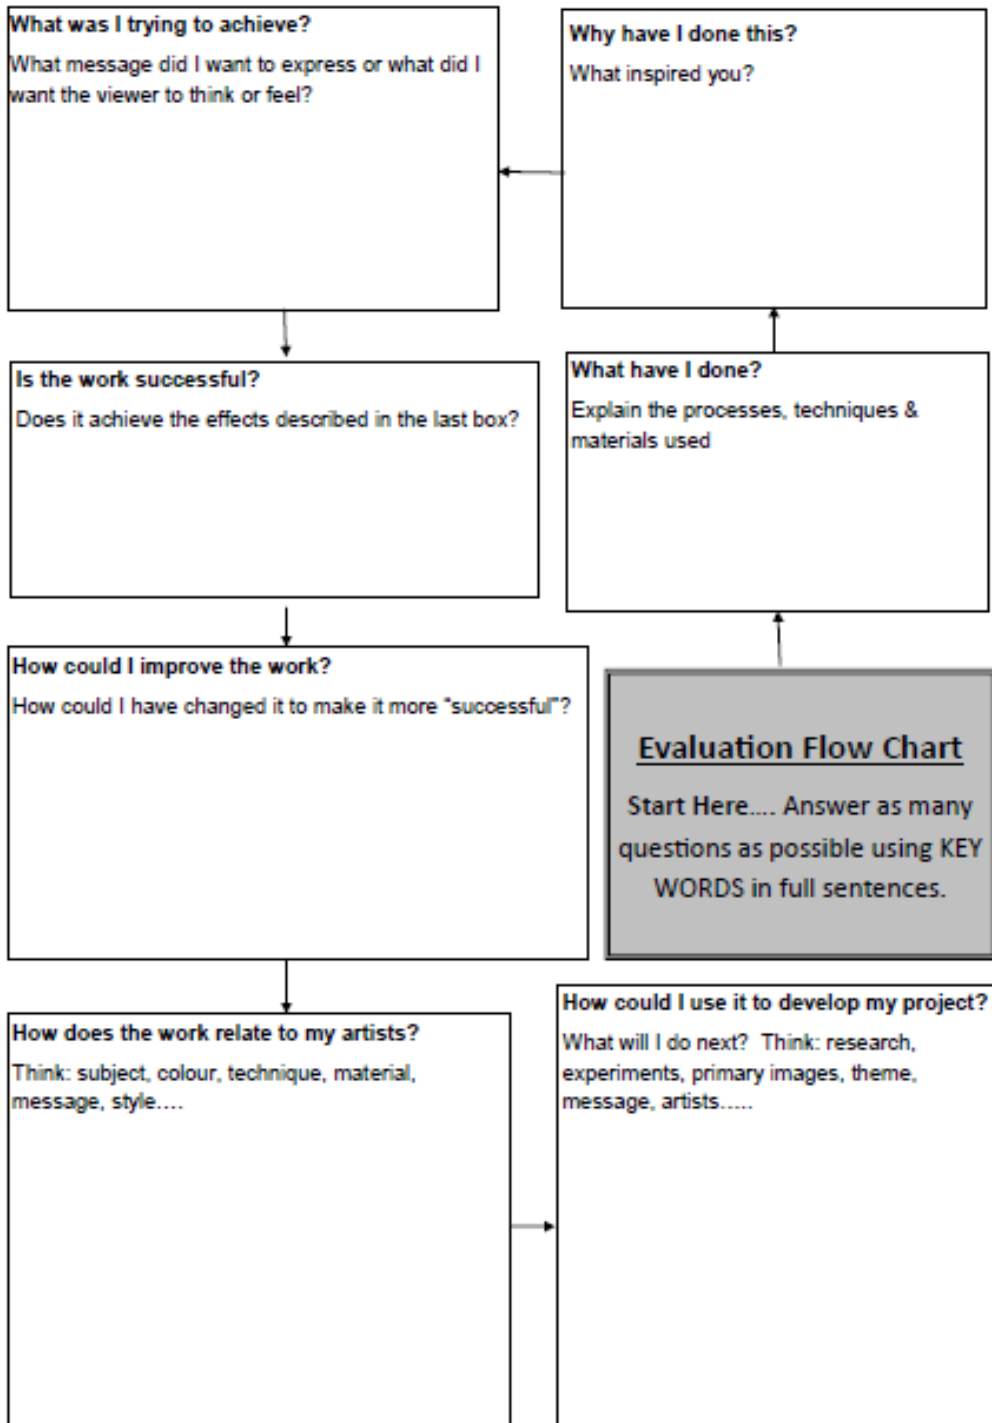 What was I trying to achieve?
What message did I want to express or what did I
want the viewer to think or feel?
Why have I done this?
What inspired you?
Is the work successful?
Does it achieve the effects described in the last box?
What have I done?
Explain the processes, techniques &
materials used
How could I improve the work?
How could I have changed it to make it more "successful"?
Evaluation Flow Chart
Start Here.... Answer as many
questions as possible using KEY
WORDS in full sentences.
How does the work relate to my artists?
Think: subject, colour, technique, material,
message, style....
How could I use it to develop my project?
What will I do next? Think: research,
experiments, primary images, theme,
message, artists.....